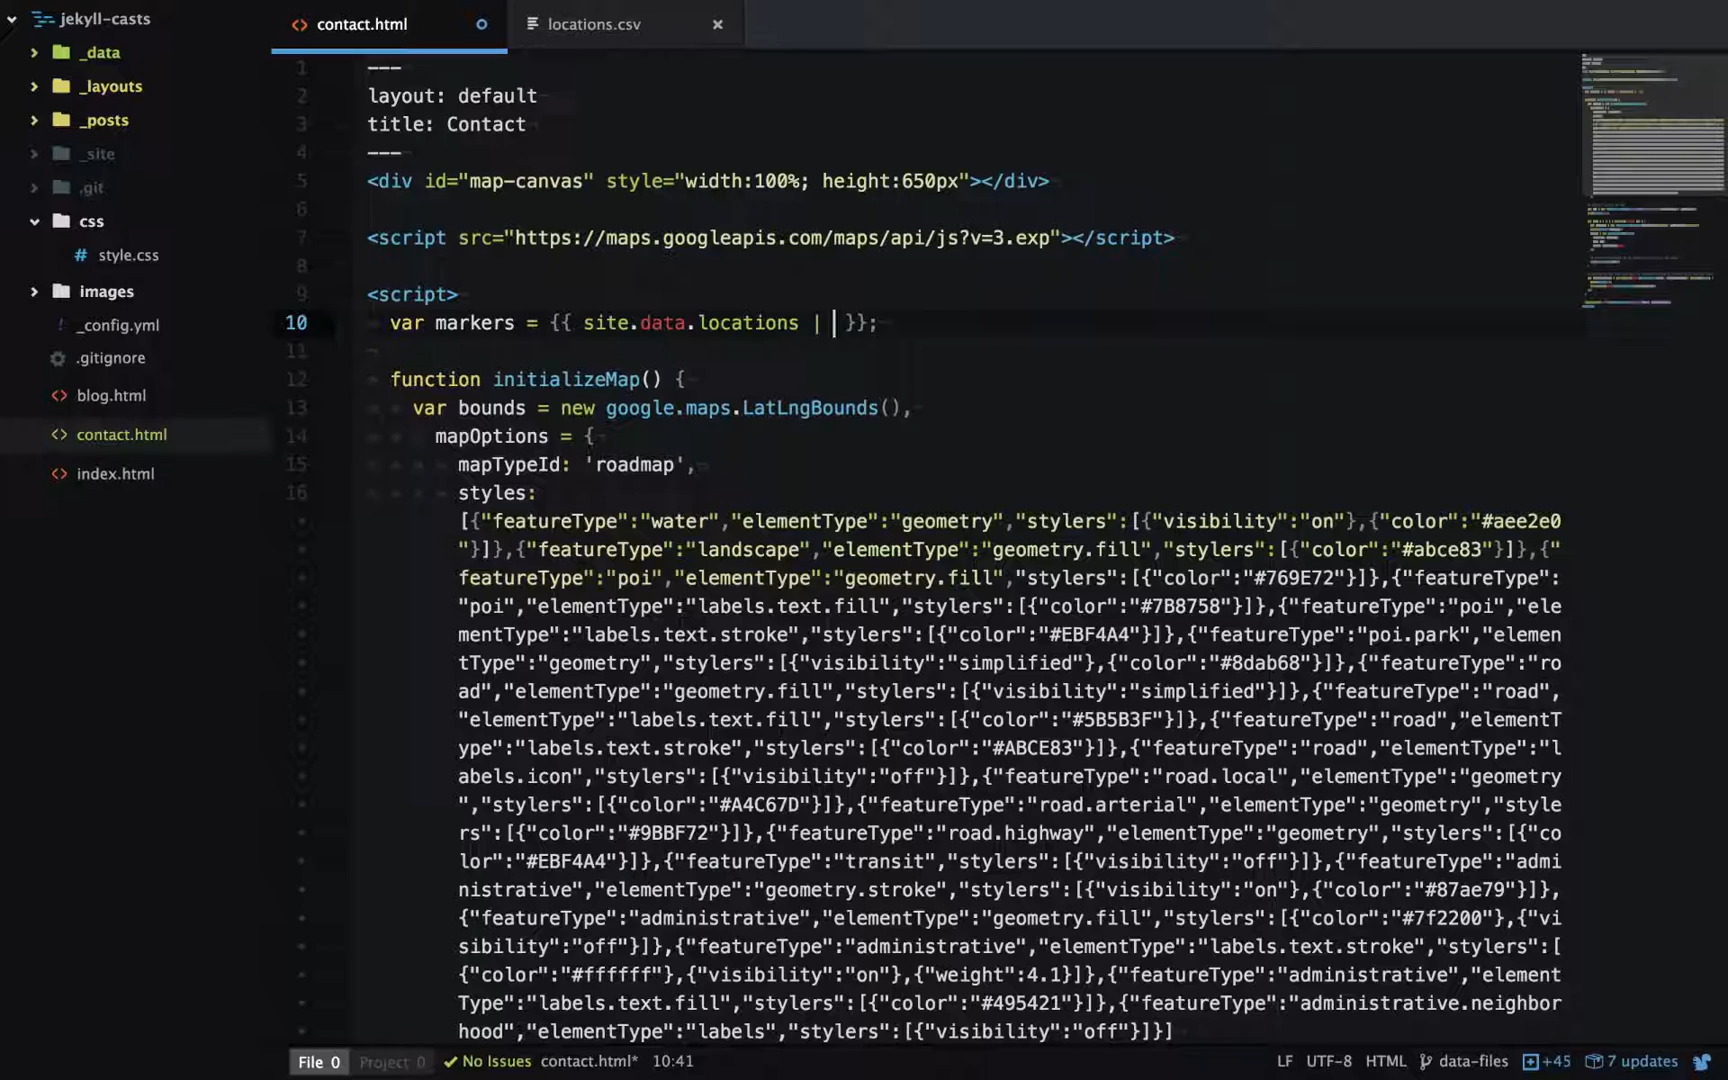 jekyll-casts
_data
_layouts
_posts
_site
.git
css
style.css
images
_config.yml
.gitignore
blog.html
contact.html
index.html
contact.html
locations.csv
1 ---
2 layout: default
3 title: Contact
4 ---
5 <div id="map-canvas" style="width:100%; height:650px"></div>
6
7 <script src="https://maps.googleapis.com/maps/api/js?v=3.exp"></script>
8
9 <script>
10 var markers = {{ site.data.locations | }};
11
12 function initializeMap() {
13 var bounds = new google.maps.LatLngBounds(),
14 mapOptions = {
15 mapTypeId: 'roadmap',
16 styles:
[{"featureType":"water","elementType":"geometry","stylers":[{"visibility":"on"},{"color":"#aee2e0
"}]},{"featureType":"landscape","elementType":"geometry.fill","stylers":[{"color":"#abce83"}]},{"
featureType":"poi","elementType":"geometry.fill","stylers":[{"color":"#769E72"}]},{"featureType":
"poi","elementType":"labels.text.fill","stylers":[{"color":"#7B8758"}]},{"featureType":"poi","ele
mentType":"labels.text.stroke","stylers":[{"color":"#EBF4A4"}]},{"featureType":"poi.park","elemen
tType":"geometry","stylers":[{"visibility":"simplified"},{"color":"#8dab68"}]},{"featureType":"ro
ad","elementType":"geometry.fill","stylers":[{"visibility":"simplified"}]},{"featureType":"road",
"elementType":"labels.text.fill","stylers":[{"color":"#5B5B3F"}]},{"featureType":"road","elementT
ype":"labels.text.stroke","stylers":[{"color":"#ABCE83"}]},{"featureType":"road","elementType":"l
abels.icon","stylers":[{"visibility":"off"}]},{"featureType":"road.local","elementType":"geometry
","stylers":[{"color":"#A4C67D"}]},{"featureType":"road.arterial","elementType":"geometry","style
rs":[{"color":"#9BBF72"}]},{"featureType":"road.highway","elementType":"geometry","stylers":[{"co
lor":"#EBF4A4"}]},{"featureType":"transit","stylers":[{"visibility":"off"}]},{"featureType":"admi
nistrative","elementType":"geometry.stroke","stylers":[{"visibility":"on"},{"color":"#87ae79"}]},
{"featureType":"administrative","elementType":"geometry.fill","stylers":[{"color":"#7f2200"},{"vi
sibility":"off"}]},{"featureType":"administrative","elementType":"labels.text.stroke","stylers":[
{"color":"#ffffff"},{"visibility":"on"},{"weight":4.1}]},{"featureType":"administrative","element
Type":"labels.text.fill","stylers":[{"color":"#495421"}]},{"featureType":"administrative.neighbor
hood","elementType":"labels","stylers":[{"visibility":"off"}]}]
File 0 Project 0 No Issues contact.html* 10:41 LF UTF-8 HTML data-files +45 7 updates